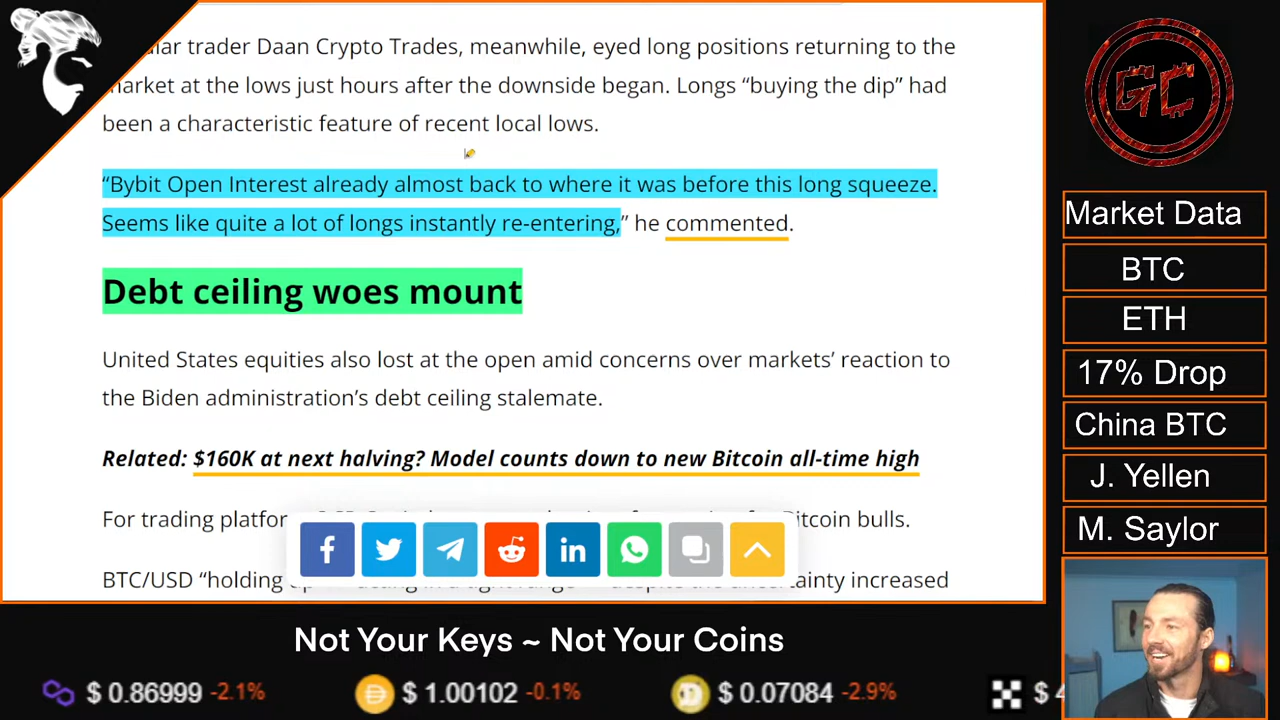 trader Daan Crypto Trades, meanwhile, eyed long positions returning to the
market at the lows just hours after the downside began. Longs “buying the dip” had
been a characteristic feature of recent local lows.
“Bybit Open Interest already almost back to where it was before this long squeeze.
Seems like quite a lot of longs instantly re-entering,” he commented.
Debt ceiling woes mount
United States equities also lost at the open amid concerns over markets’ reaction to
the Biden administration’s debt ceiling stalemate.
Related: $160K at next halving? Model counts down to new Bitcoin all-time high
For trading Bitcoin bulls.
BTC/USD “holding despite the uncertainty increased
GC
Market Data
BTC
ETH
17% Drop
China BTC
J. Yellen
M. Saylor
Not Your Keys ~ Not Your Coins
$ 0.86999 -2.1% $ 1.00102 -0.1% $ 0.07084 -2.9% $